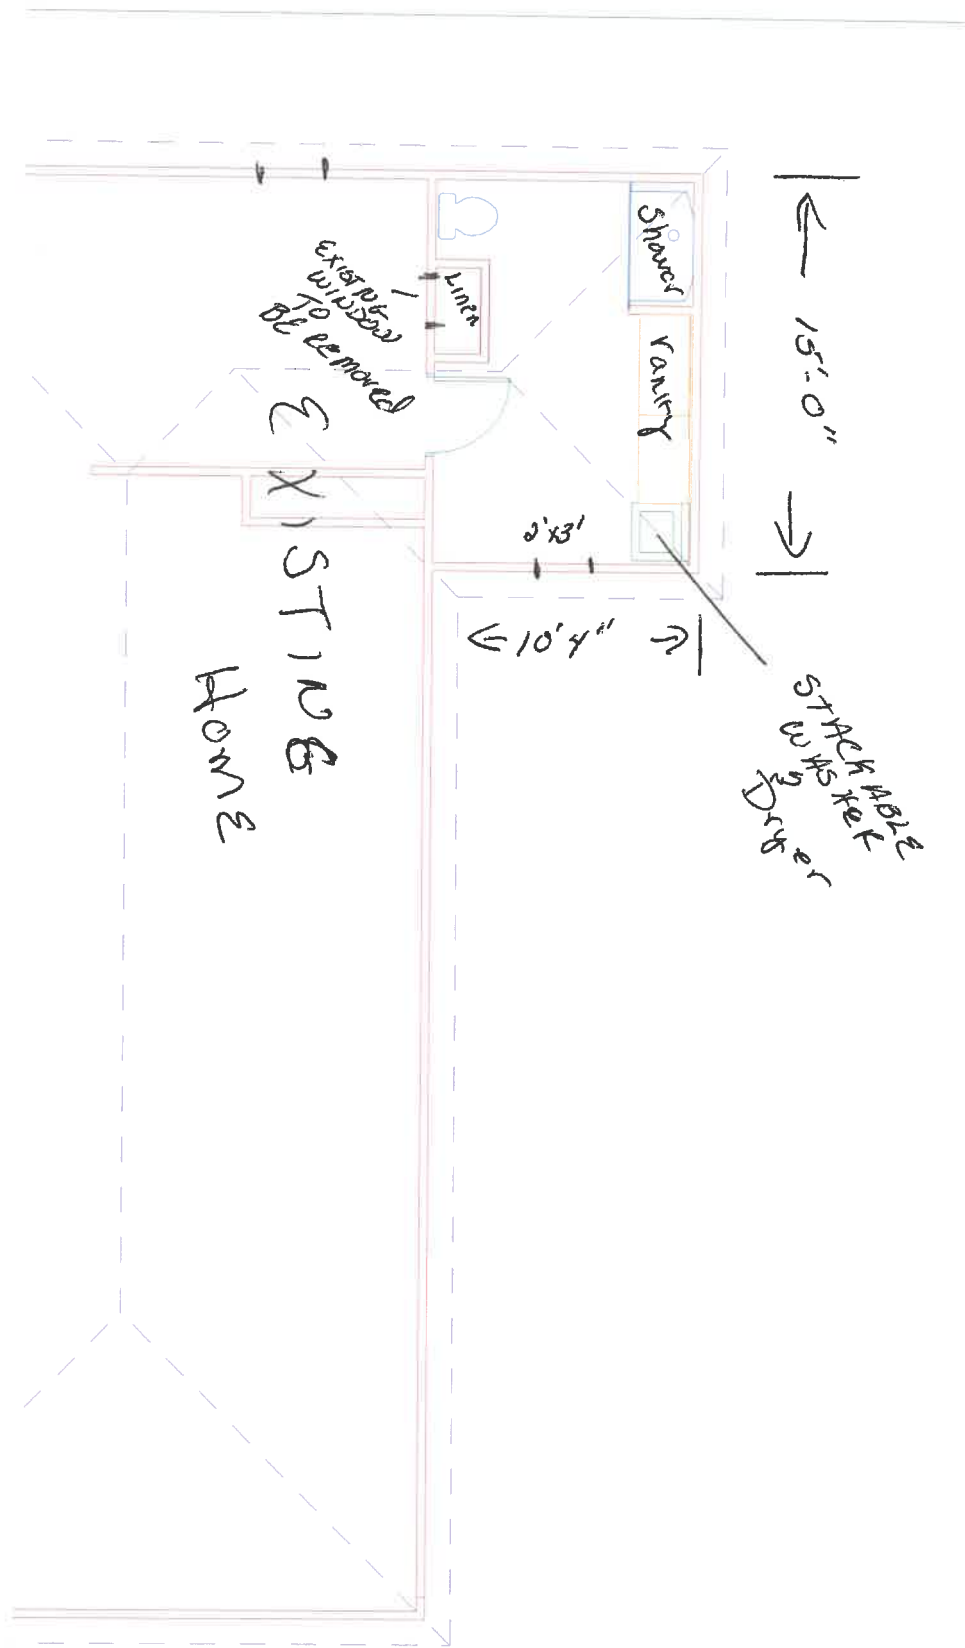 Shower
Linen
Vanity
15'-0"
EXISTING
WINDOW
TO
BE Removed
2'x3'
10'4"
STACKABLE
WASHER
&
Dryer
EXISTING
HomE